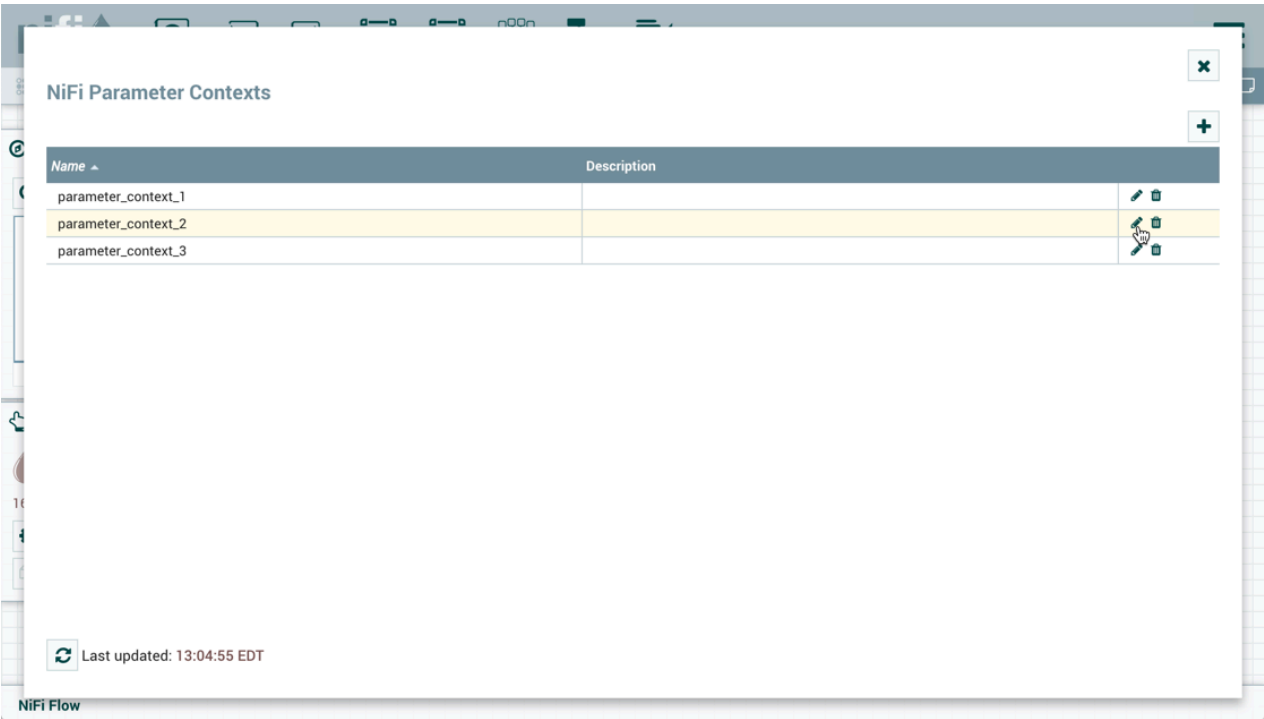 NiFi Parameter Contexts
Name Description
parameter_context_1
parameter_context_2
parameter_context_3
Last updated: 13:04:55 EDT
NiFi Flow